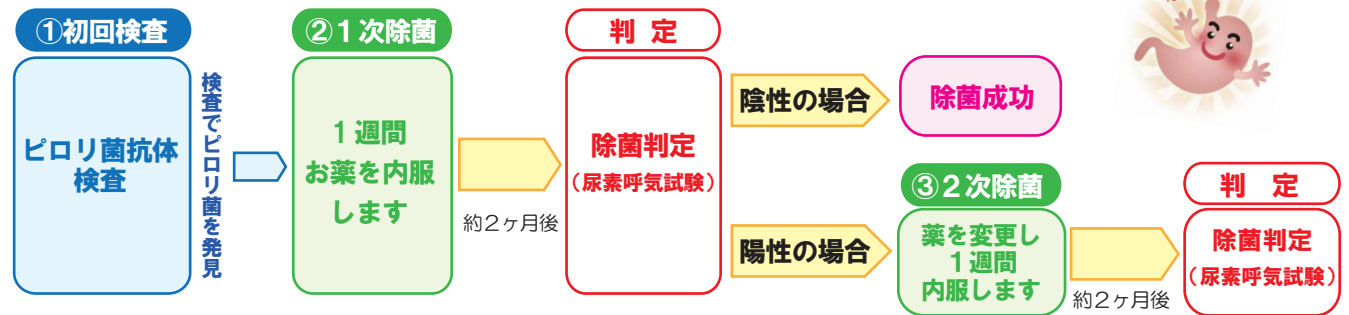 ①初回検査
ピロリ菌抗体
検査
検査でピロリ菌を発見
②1次除菌
1週間
お薬を内服
します
約2ヶ月後
判 定
除菌判定
（尿素呼気試験）
陰性の場合
除菌成功
陽性の場合
③2次除菌
薬を変更し
1週間
内服します
約2ヶ月後
判 定
除菌判定
（尿素呼気試験）